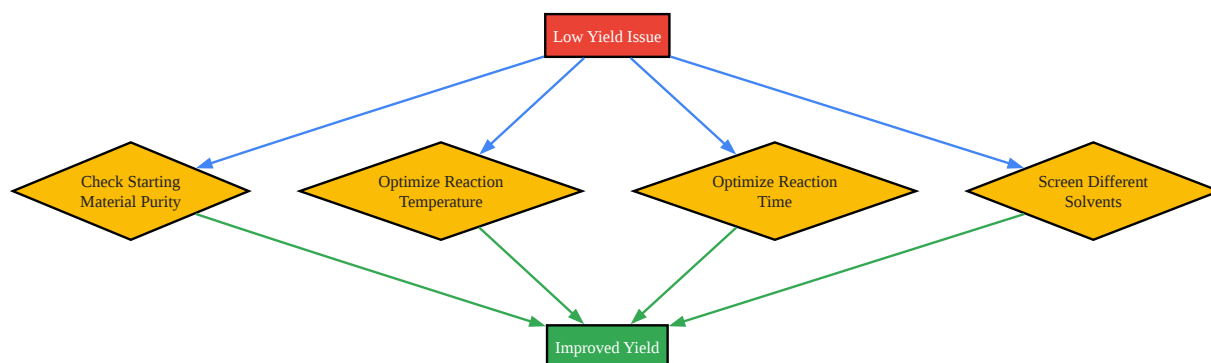 Low Yield Issue
Check Starting
Material Purity
Optimize Reaction
Temperature
Optimize Reaction
Time
Screen Different
Solvents
Improved Yield